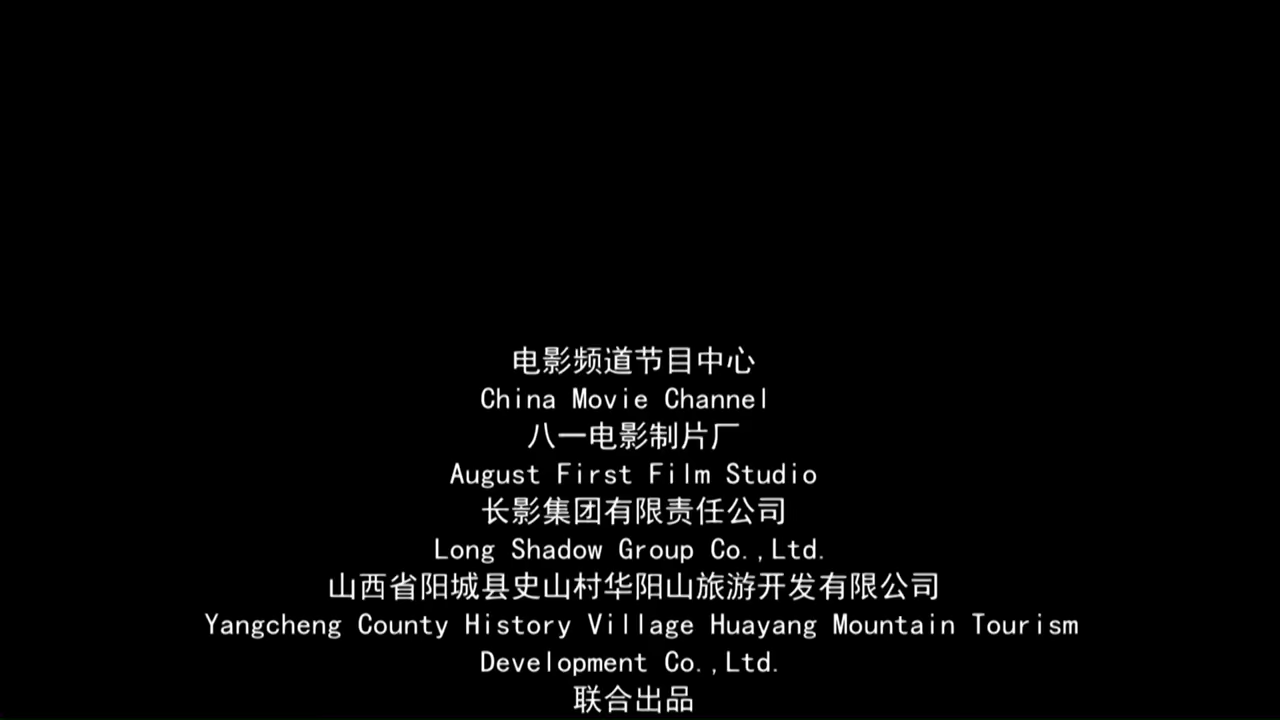 电影频道节目中心
China Movie Channel
八一电影制片厂
August First Film Studio
长影集团有限责任公司
Long Shadow Group Co.,Ltd.
山西省阳城县史山村华阳山旅游开发有限公司
Yangcheng County History Village Huayang Mountain Tourism
Development Co.,Ltd.
联合出品